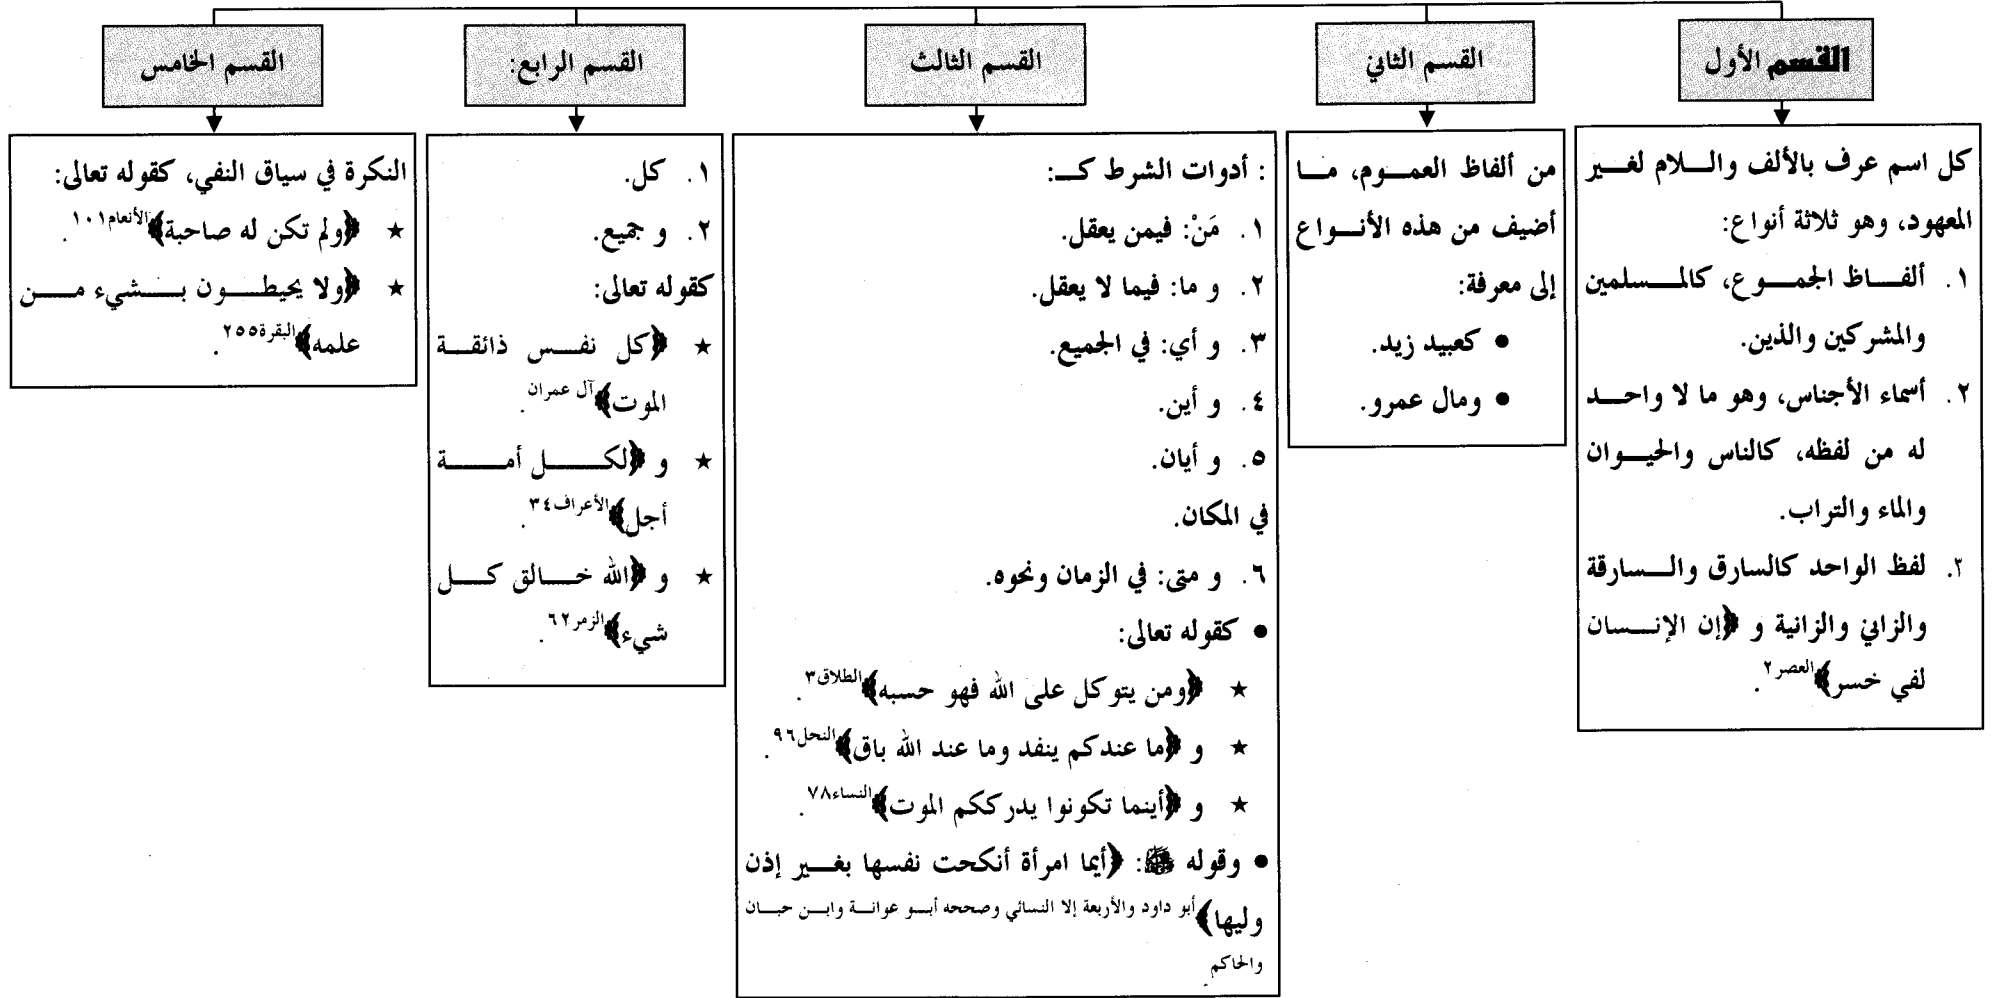 القسم الأول
كل اسم عرف بالألف واللام لغير
المعهود، وهو ثلاثة أنواع:
١. ألفاظ الجموع، كالمسلمين
والمشركين والذين.
٢. أسماء الأجناس، وهو ما لا واحد
له من لفظه، كالناس والحيوان
والماء والتراب.
٣. لفظ الواحد كالسارق والسارقة
والزاني والزانية و ﴿إن الإنسان
لفي خسر﴾العصر٢.
القسم الثاني
من ألفاظ العموم، ما
أضيف من هذه الأنواع
إلى معرفة:
● كعبيد زيد.
● ومال عمرو.
القسم الثالث
: أدوات الشرط كـ:
١. مَنْ: فيمن يعقل.
٢. و ما: فيما لا يعقل.
٣. و أي: في الجميع.
٤. و أين.
٥. و أيان.
في المكان.
٦. و متى: في الزمان ونحوه.
● كقوله تعالى:
★ ﴿ومن يتوكل على الله فهو حسبه﴾الطلاق٣.
★ و ﴿ما عندكم ينفد وما عند الله باق﴾النحل٩٦.
★ و ﴿أينما تكونوا يدرككم الموت﴾النساء٧٨.
● وقوله ﷺ: ﴿أيما امرأة أنكحت نفسها بغير إذن
وليها﴾أبو داود والأربعة إلا النسائي وصححه أبو عوانة وابن حبان
والحاكم.
القسم الرابع:
١. كل.
٢. و جميع.
كقوله تعالى:
★ ﴿كل نفس ذائقة
الموت﴾آل عمران.
★ و ﴿لكل أمة
أجل﴾الأعراف٣٤.
★ و ﴿الله خالق كل
شيء﴾الزمر٦٢.
القسم الخامس
النكرة في سياق النفي، كقوله تعالى:
★ ﴿ولم تكن له صاحبة﴾الأنعام١٠١.
★ ﴿ولا يحيطون بشيء من
علمه﴾البقرة٢٥٥.